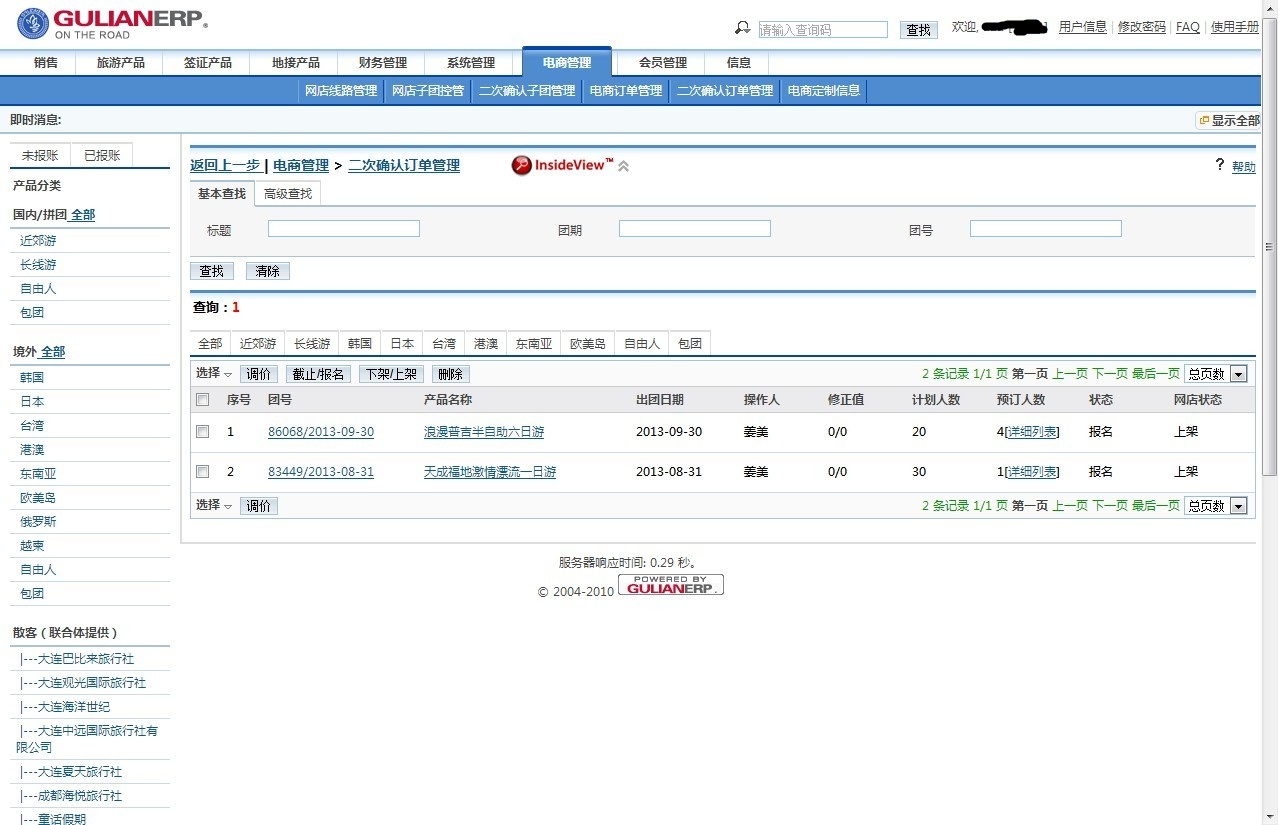 GULIANERP®
ON THE ROAD
请输入查询码 查找 欢迎, 用户信息 | 修改密码 | FAQ | 使用手册
销售 旅游产品 签证产品 地接产品 财务管理 系统管理 电商管理 会员管理 信息
网店线路管理 网店子团控管 二次确认子团管理 电商订单管理 二次确认订单管理 电商定制信息
即时消息: 显示全部
未报账 已报账
产品分类
国内/拼团 全部
近郊游
长线游
自由人
包团
境外 全部
韩国
日本
台湾
港澳
东南亚
欧美岛
俄罗斯
越柬
自由人
包团
散客 ( 联合体提供 )
|---大连巴比来旅行社
|---大连观光国际旅行社
|---大连海洋世纪
|---大连中远国际旅行社有
限公司
|---大连夏天旅行社
|---成都海悦旅行社
|---童话假期
返回上一步 | 电商管理 > 二次确认订单管理 InsideView™ ? 帮助
基本查找 高级查找
标题 团期 团号
查找 清除
查询 : 1
全部 近郊游 长线游 韩国 日本 台湾 港澳 东南亚 欧美岛 自由人 包团
选择 调价 截止/报名 下架/上架 删除 2 条记录 1/1 页 第一页 上一页 下一页 最后一页 总页数
序号 团号 产品名称 出团日期 操作人 修正值 计划人数 预订人数 状态 网店状态
1 86068/2013-09-30 浪漫普吉半自助六日游 2013-09-30 姜美 0/0 20 4[详细列表] 报名 上架
2 83449/2013-08-31 天成福地激情漂流一日游 2013-08-31 姜美 0/0 30 1[详细列表] 报名 上架
选择 调价 2 条记录 1/1 页 第一页 上一页 下一页 最后一页 总页数
服务器响应时间: 0.29 秒。
© 2004-2010 POWERED BY GULIANERP.